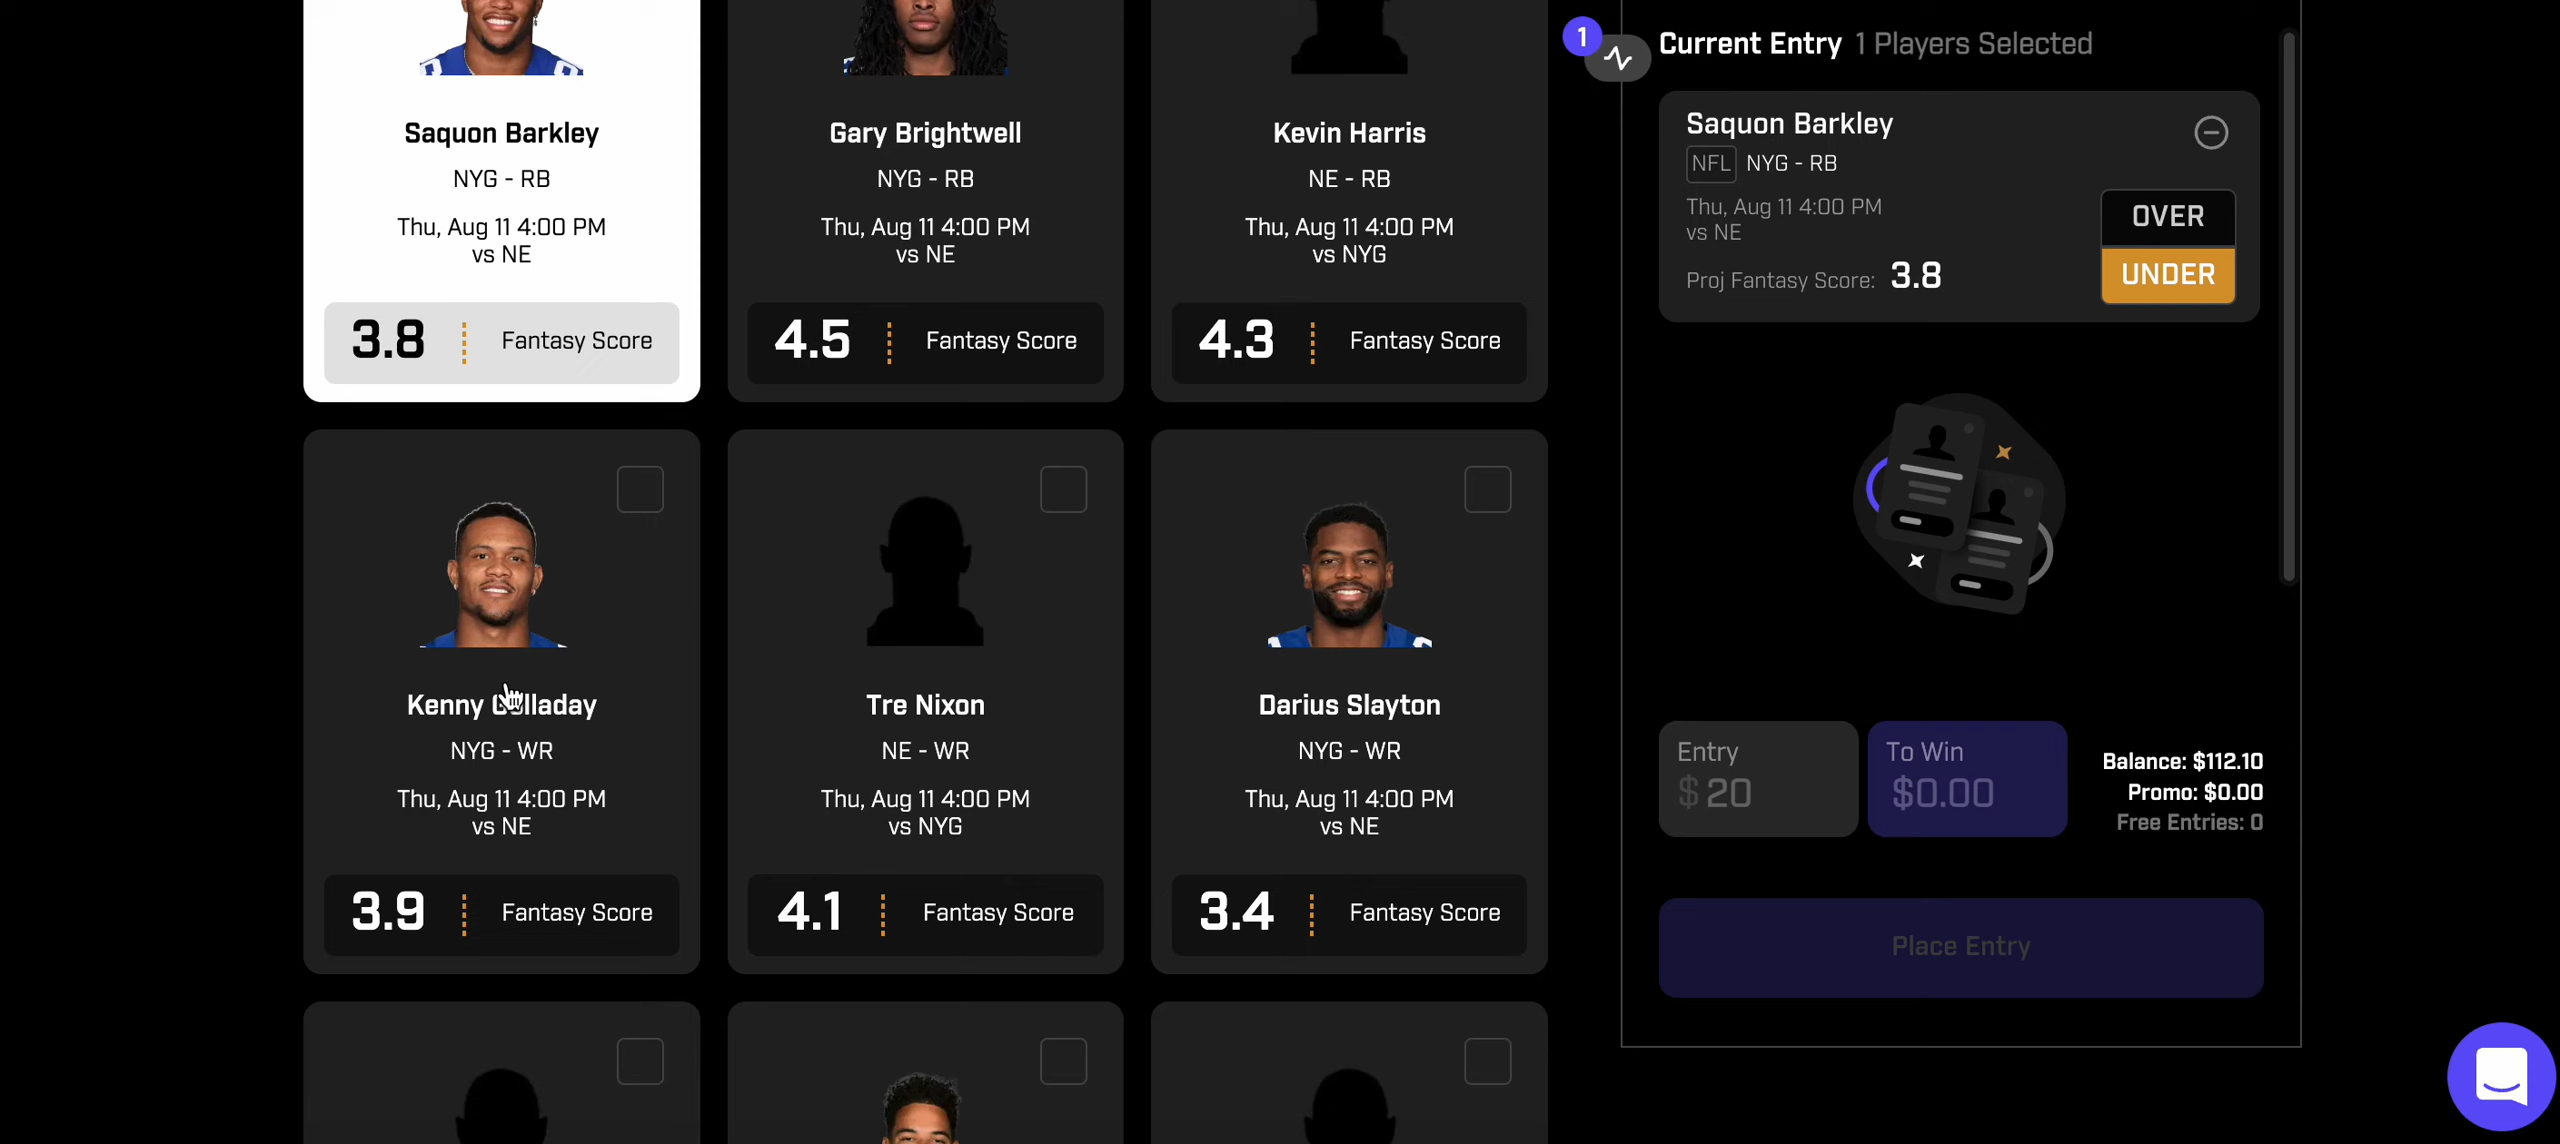 Saquon Barkley
NYG - RB
Thu, Aug 11 4:00 PM
vs NE
3.8 Fantasy Score
Gary Brightwell
NYG - RB
Thu, Aug 11 4:00 PM
vs NE
4.5 Fantasy Score
Kevin Harris
NE - RB
Thu, Aug 11 4:00 PM
vs NYG
4.3 Fantasy Score
Kenny Golladay
NYG - WR
Thu, Aug 11 4:00 PM
vs NE
3.9 Fantasy Score
Tre Nixon
NE - WR
Thu, Aug 11 4:00 PM
vs NYG
4.1 Fantasy Score
Darius Slayton
NYG - WR
Thu, Aug 11 4:00 PM
vs NE
3.4 Fantasy Score
1
Current Entry 1 Players Selected
Saquon Barkley
NFL NYG - RB
Thu, Aug 11 4:00 PM
vs NE
Proj Fantasy Score: 3.8
OVER
UNDER
Entry
$ 20
To Win
$0.00
Balance: $112.10
Promo: $0.00
Free Entries: 0
Place Entry